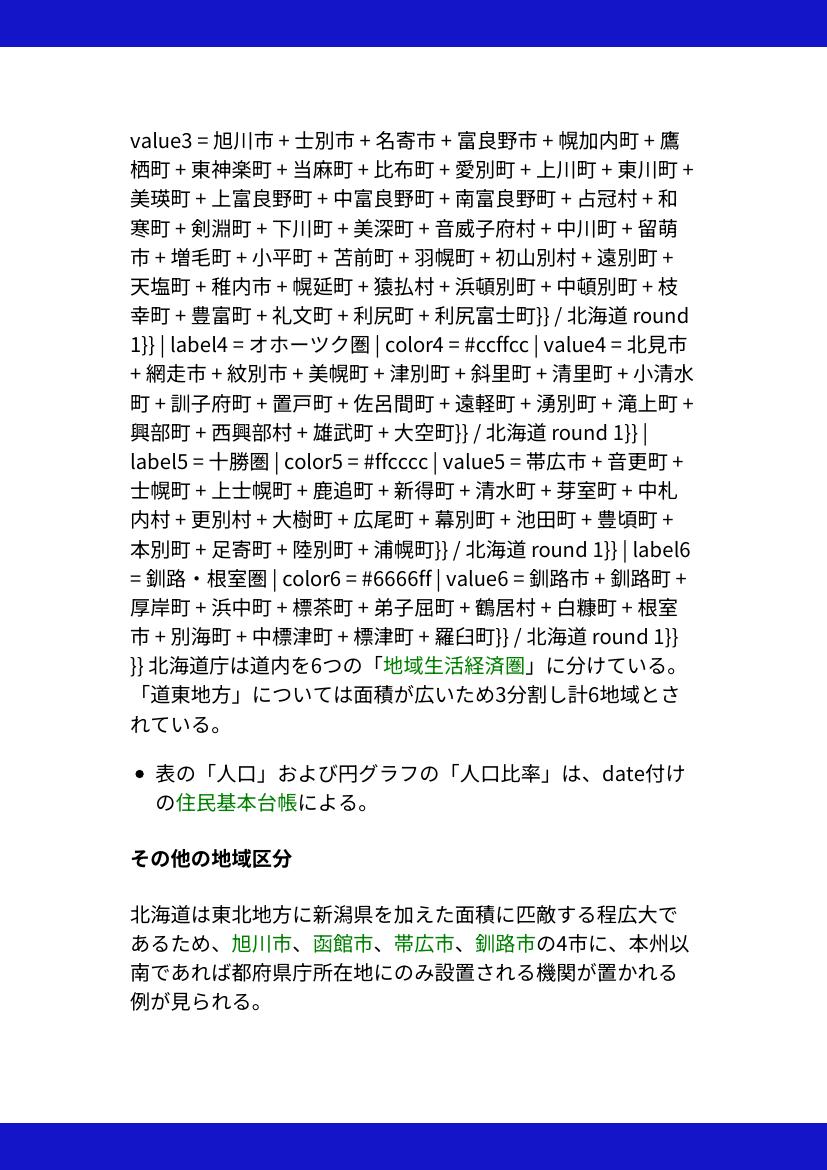 value3 = 旭川市 + 士別市 + 名寄市 + 富良野市 + 幌加内町 + 鷹
栖町 + 東神楽町 + 当麻町 + 比布町 + 愛別町 + 上川町 + 東川町 +
美瑛町 + 上富良野町 + 中富良野町 + 南富良野町 + 占冠村 + 和
寒町 + 剣淵町 + 下川町 + 美深町 + 音威子府村 + 中川町 + 留萌
市 + 増毛町 + 小平町 + 苫前町 + 羽幌町 + 初山別村 + 遠別町 +
天塩町 + 稚内市 + 幌延町 + 猿払村 + 浜頓別町 + 中頓別町 + 枝
幸町 + 豊富町 + 礼文町 + 利尻町 + 利尻富士町}} / 北海道 round
1}} | label4 = オホーツク圏 | color4 = #ccffcc | value4 = 北見市
+ 網走市 + 紋別市 + 美幌町 + 津別町 + 斜里町 + 清里町 + 小清水
町 + 訓子府町 + 置戸町 + 佐呂間町 + 遠軽町 + 湧別町 + 滝上町 +
興部町 + 西興部村 + 雄武町 + 大空町}} / 北海道 round 1}} |
label5 = 十勝圏 | color5 = #ffcccc | value5 = 帯広市 + 音更町 +
士幌町 + 上士幌町 + 鹿追町 + 新得町 + 清水町 + 芽室町 + 中札
内村 + 更別村 + 大樹町 + 広尾町 + 幕別町 + 池田町 + 豊頃町 +
本別町 + 足寄町 + 陸別町 + 浦幌町}} / 北海道 round 1}} | label6
= 釧路・根室圏 | color6 = #6666ff | value6 = 釧路市 + 釧路町 +
厚岸町 + 浜中町 + 標茶町 + 弟子屈町 + 鶴居村 + 白糠町 + 根室
市 + 別海町 + 中標津町 + 標津町 + 羅臼町}} / 北海道 round 1}}
}} 北海道庁は道内を6つの「地域生活経済圏」に分けている。
「道東地方」については面積が広いため3分割し計6地域とさ
れている。
• 表の「人口」および円グラフの「人口比率」は、date付け
の住民基本台帳による。
その他の地域区分
北海道は東北地方に新潟県を加えた面積に匹敵する程広大で
あるため、旭川市、函館市、帯広市、釧路市の4市に、本州以
南であれば都府県庁所在地にのみ設置される機関が置かれる
例が見られる。